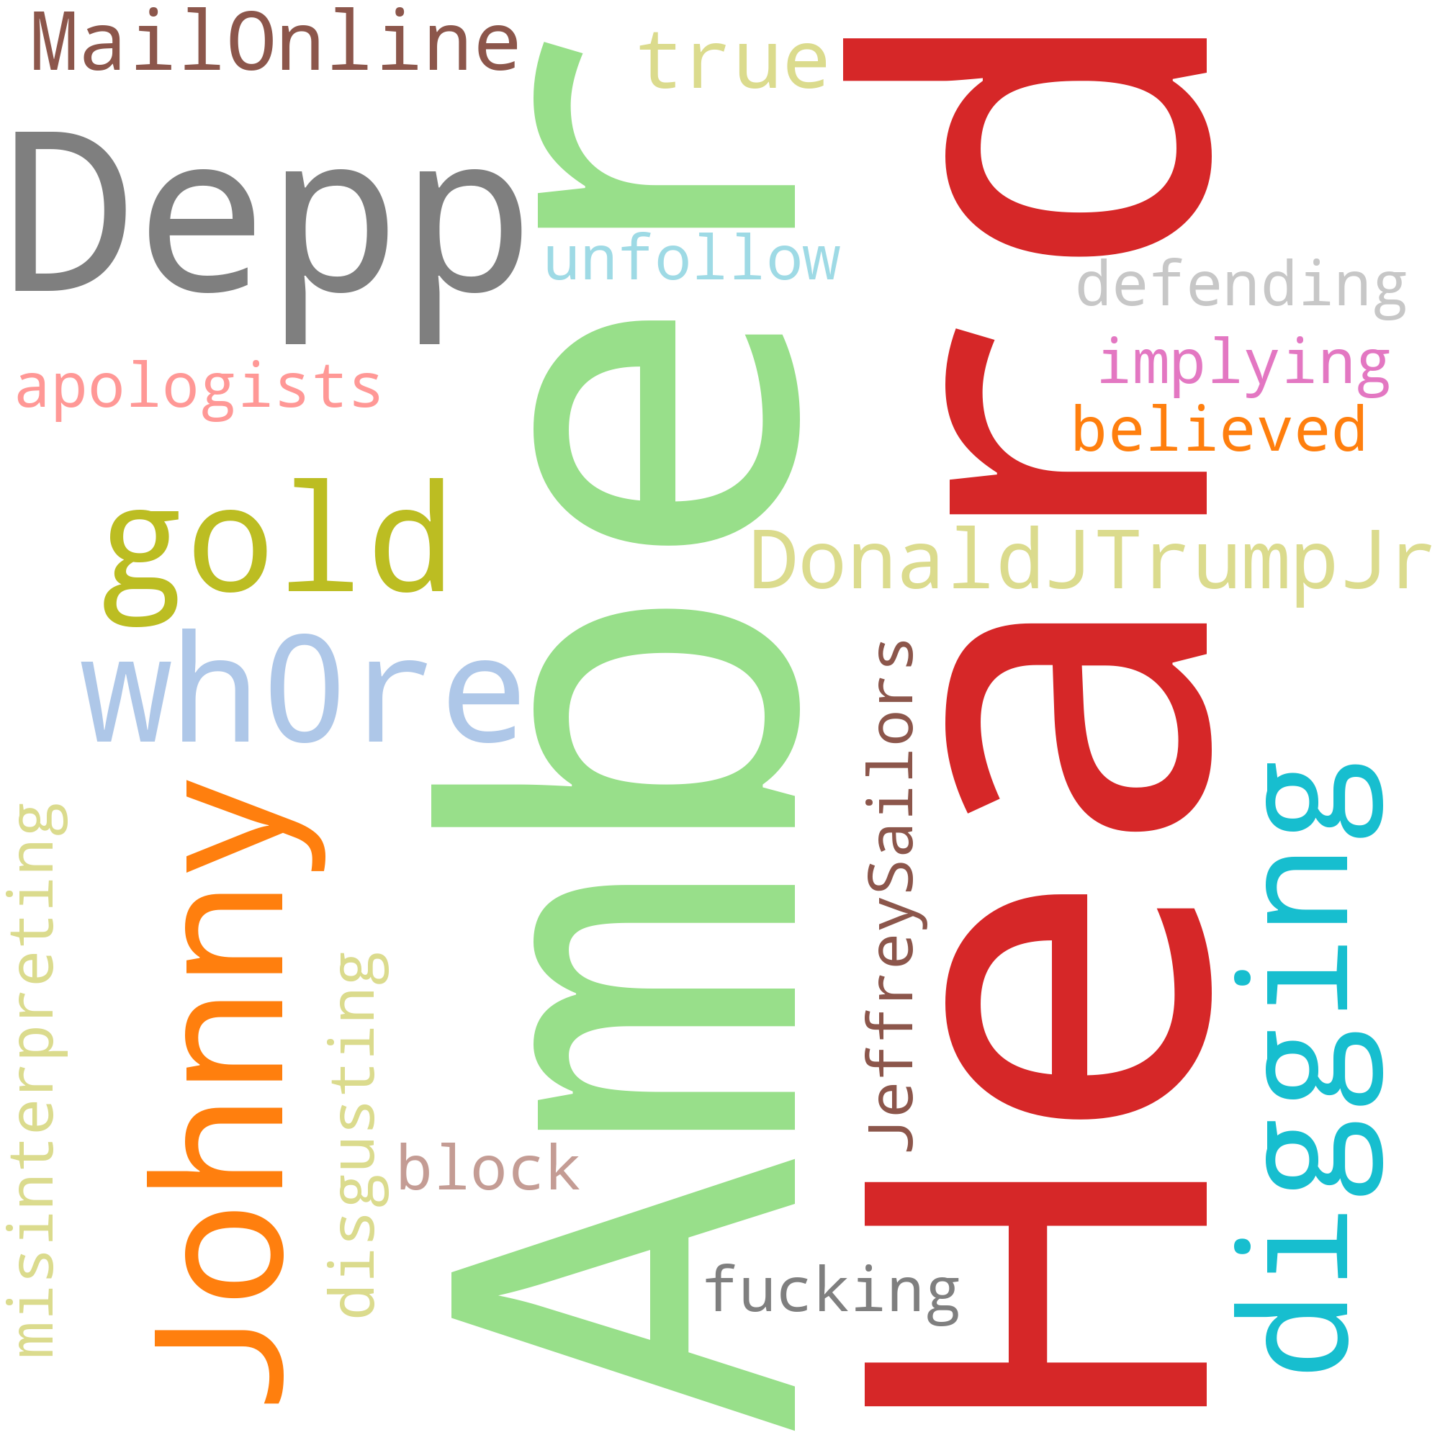 MailOnline
true
Depp
unfollow
defending
implying
apologists
believed
gold
DonaldJTrumpJr
wh0re
Amber
Heard
JeffreySailors
digging
misinterpreting
Johnny
disgusting
block
fucking